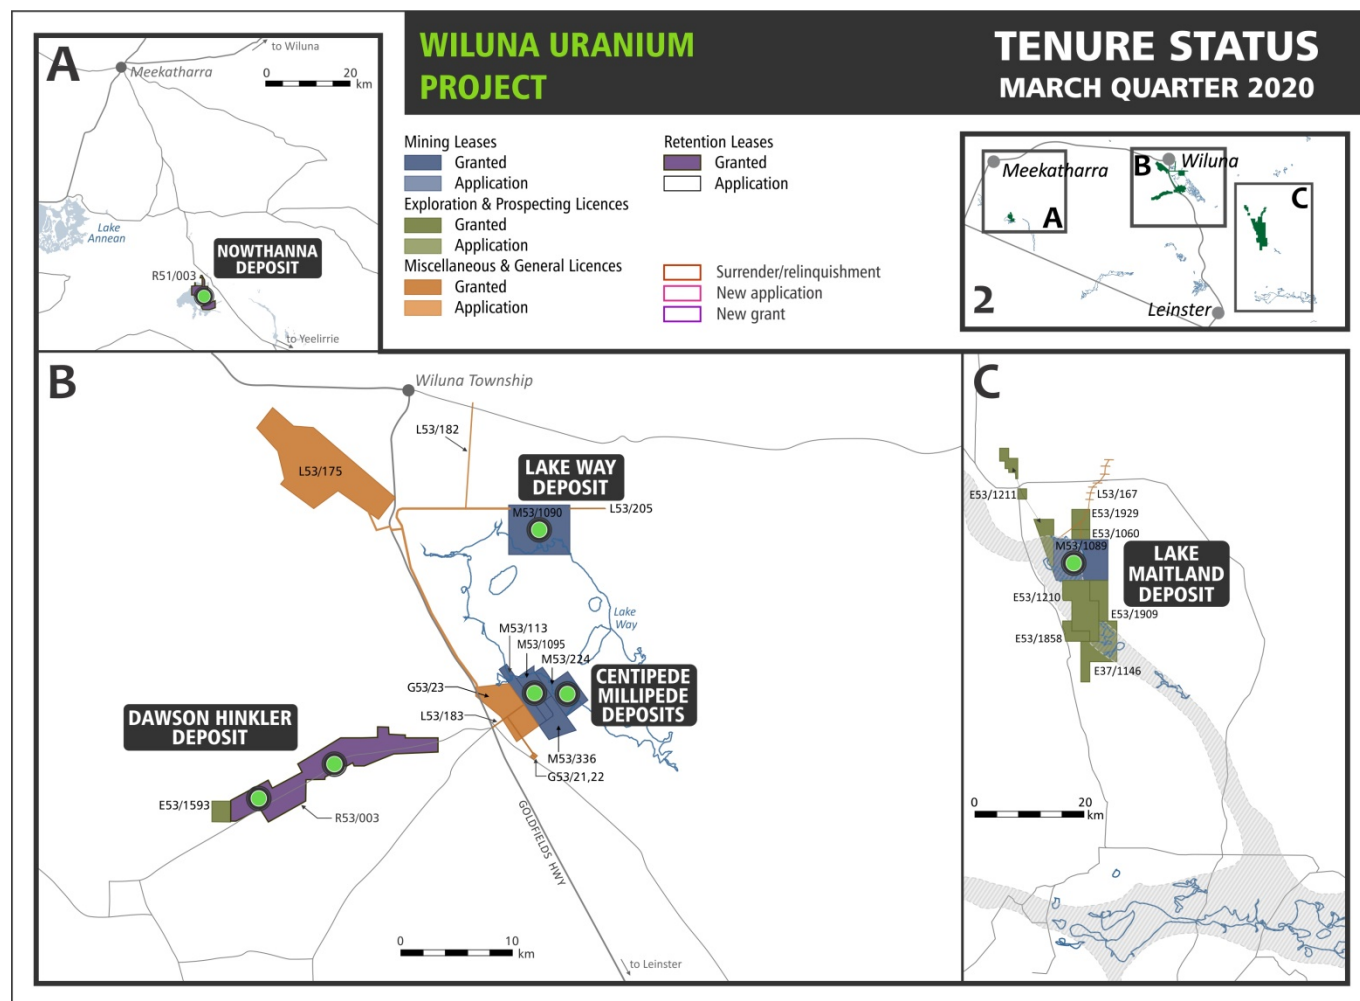 WILUNA URANIUM
PROJECT
TENURE STATUS
MARCH QUARTER 2020
A
to Wiluna
Meekatharra
0 20
km
Lake
Annean
NOWTHANNA
DEPOSIT
R51/003
to Yeelirrie
Mining Leases
Granted
Application
Exploration & Prospecting Licences
Granted
Application
Miscellaneous & General Licences
Granted
Application
Retention Leases
Granted
Application
Surrender/relinquishment
New application
New grant
Meekatharra
A
B
Wiluna
C
Leinster
2
B
Wiluna Township
L53/182
L53/175
LAKE WAY
DEPOSIT
M53/1090
L53/205
Lake
Way
M53/113
M53/1095
M53/224
G53/23
CENTIPEDE
MILLIPEDE
DEPOSITS
L53/183
M53/336
G53/21,22
DAWSON HINKLER
DEPOSIT
E53/1593
R53/003
GOLDFIELDS HWY
0 10
km
to Leinster
C
E53/1211
L53/167
E53/1929
E53/1060
M53/1089
LAKE
MAITLAND
DEPOSIT
E53/1210
E53/1909
E53/1858
E37/1146
0 20
km